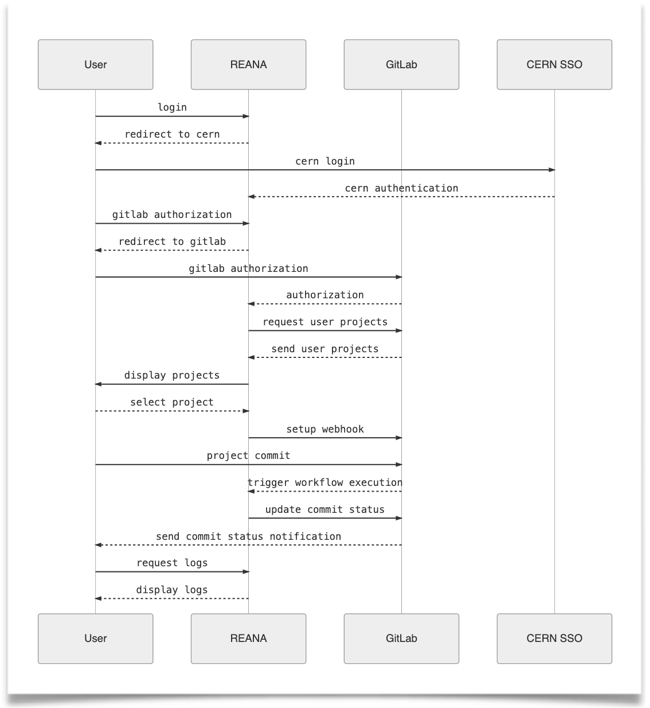 User REANA GitLab CERN SSO
login
redirect to cern
cern login
cern authentication
gitlab authorization
redirect to gitlab
gitlab authorization
authorization
request user projects
send user projects
display projects
select project
setup webhook
project commit
trigger workflow execution
update commit status
send commit status notification
request logs
display logs
User REANA GitLab CERN SSO